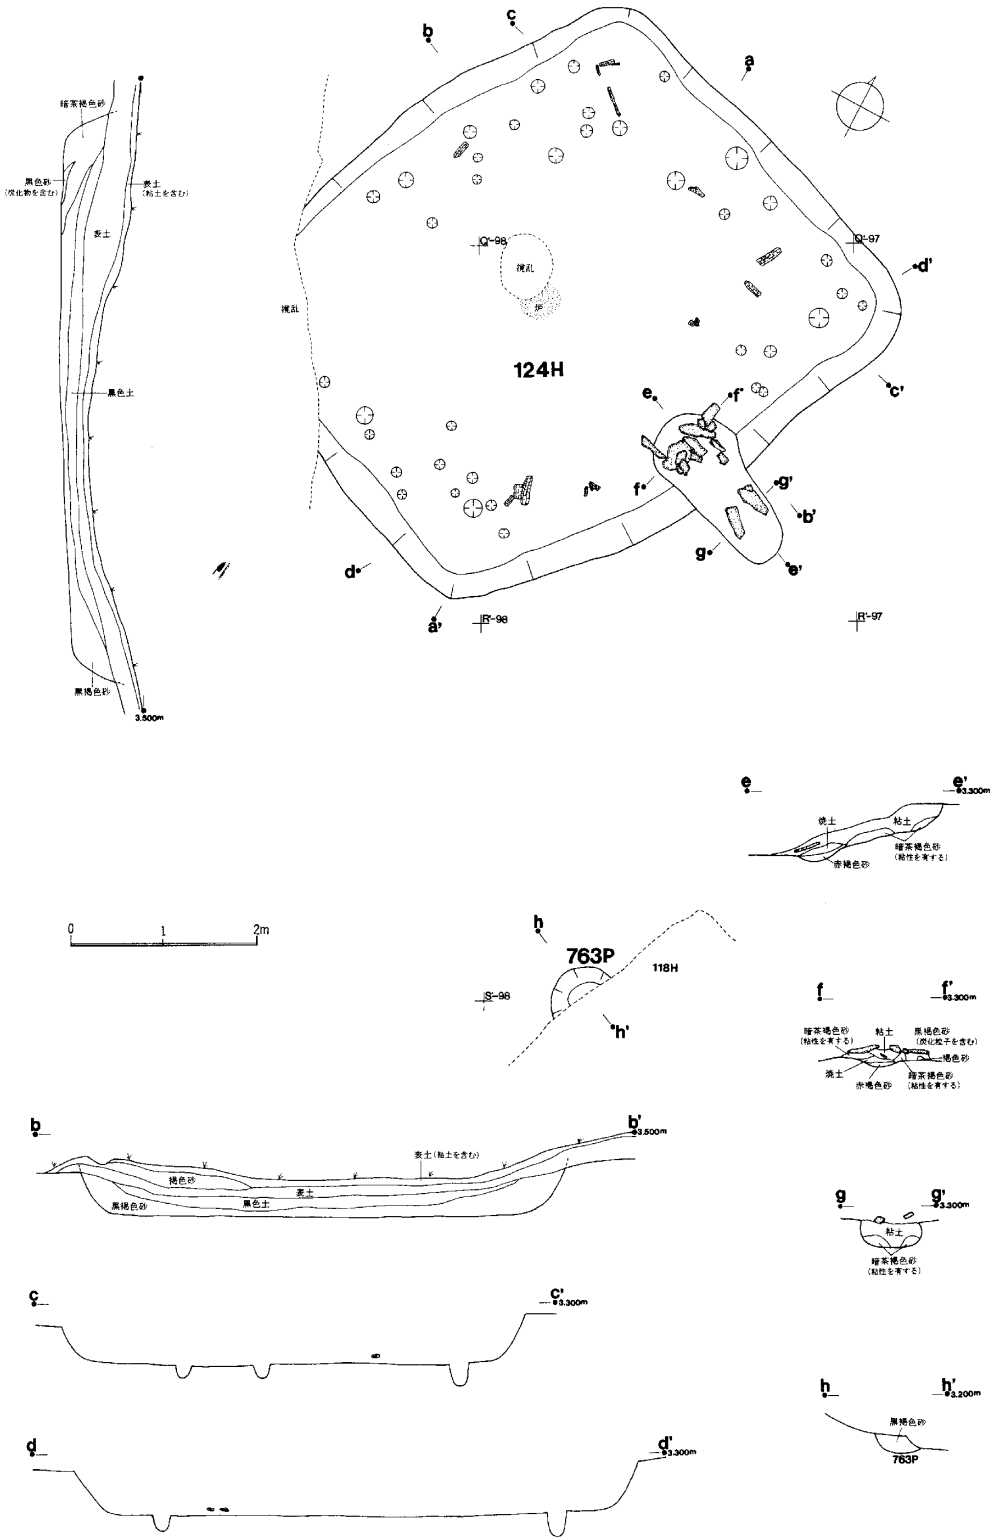 b
c
a
暗茶褐色砂
黒色砂
(炭化物を含む)
表土
(粘土を含む)
表土
Q'-98
Q'-97
d'
攪乱
炉
攪乱
124H
黒色土
c'
e
f'
f
g'
b'
g
e'
d
a'
R'-98
R'-97
黒褐色砂
3.500m
e
e'
3.300m
焼土
粘土
暗茶褐色砂
(粘性を有する)
赤褐色砂
0 1 2m
h
763P
118H
S'-98
h'
f
f'
3.300m
暗茶褐色砂
(粘性を有する)
粘土
黒褐色砂
(炭化粒子を含む)
褐色砂
焼土
暗茶褐色砂
(粘性を有する)
赤褐色砂
b
b'
3.500m
表土(粘土を含む)
褐色砂
表土
黒褐色砂
黒色土
g
g'
3.300m
粘土
暗茶褐色砂
(粘性を有する)
c
c'
3.300m
h
h'
3.200m
黒褐色砂
763P
d
d'
3.300m